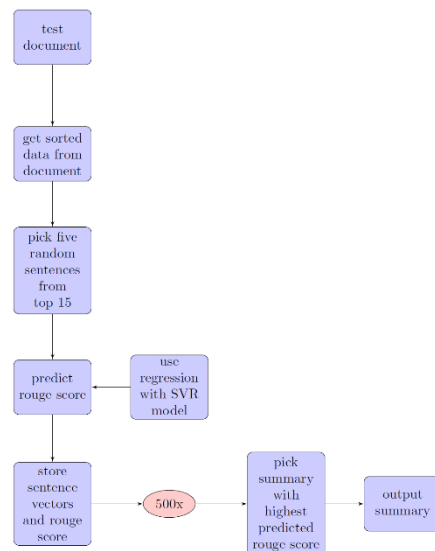 test
document
get sorted
data from
document
pick five
random
sentences
from
top 15
predict
rouge score
use
regression
with SVR
model
store
sentence
vectors
and rouge
score
500x
pick
summary
with
highest
predicted
rouge score
output
summary